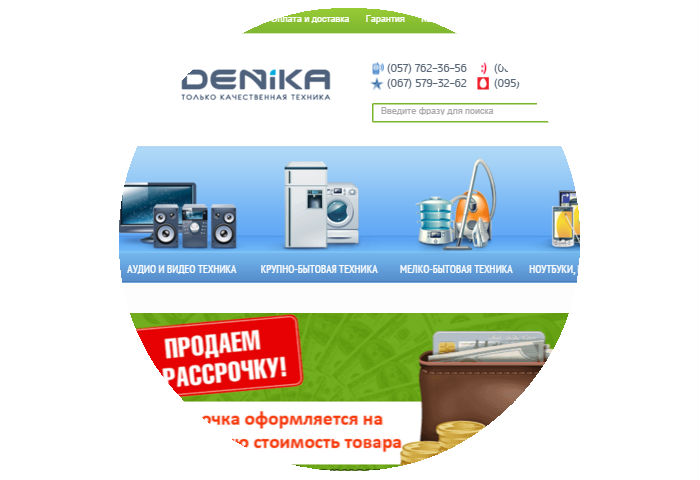 Оплата и доставка Гарантия
DENiKA
ТОЛЬКО КАЧЕСТВЕННАЯ ТЕХНИКА
(057) 762-36-56
(067) 579-32-62 (095)
Введите фразу для поиска
АУДИО И ВИДЕО ТЕХНИКА КРУПНО-БЫТОВАЯ ТЕХНИКА МЕЛКО-БЫТОВАЯ ТЕХНИКА НОУТБУКИ,
ПРОДАЕМ
РАССРОЧКУ!
очка оформляется на
ю стоимость товара